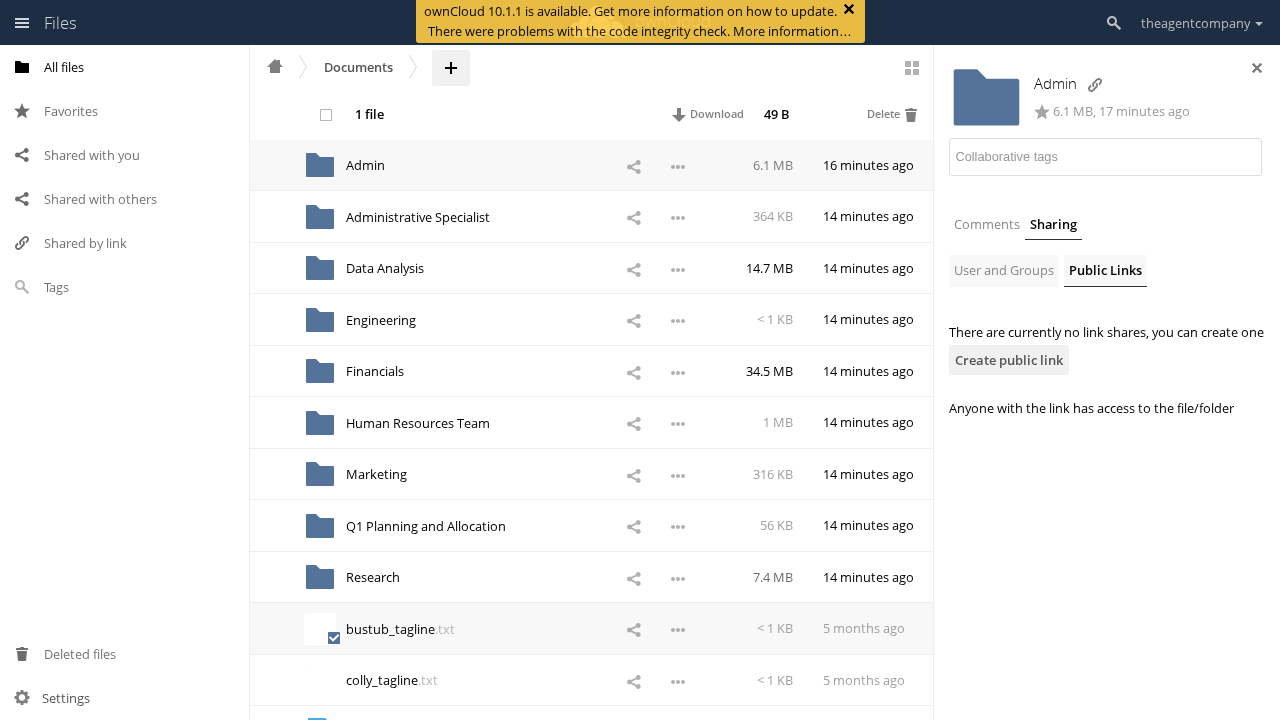 Files
ownCloud 10.1.1 is available. Get more information on how to update.
There were problems with the code integrity check. More information…
theagentcompany
All files
Favorites
Shared with you
Shared with others
Shared by link
Tags
Deleted files
Settings
Documents
1 file
Download
49 B
Delete
Admin
6.1 MB
16 minutes ago
Administrative Specialist
364 KB
14 minutes ago
Data Analysis
14.7 MB
14 minutes ago
Engineering
< 1 KB
14 minutes ago
Financials
34.5 MB
14 minutes ago
Human Resources Team
1 MB
14 minutes ago
Marketing
316 KB
14 minutes ago
Q1 Planning and Allocation
56 KB
14 minutes ago
Research
7.4 MB
14 minutes ago
bustub_tagline.txt
< 1 KB
5 months ago
colly_tagline.txt
< 1 KB
5 months ago
Admin
6.1 MB, 17 minutes ago
Collaborative tags
Comments
Sharing
User and Groups
Public Links
There are currently no link shares, you can create one
Create public link
Anyone with the link has access to the file/folder